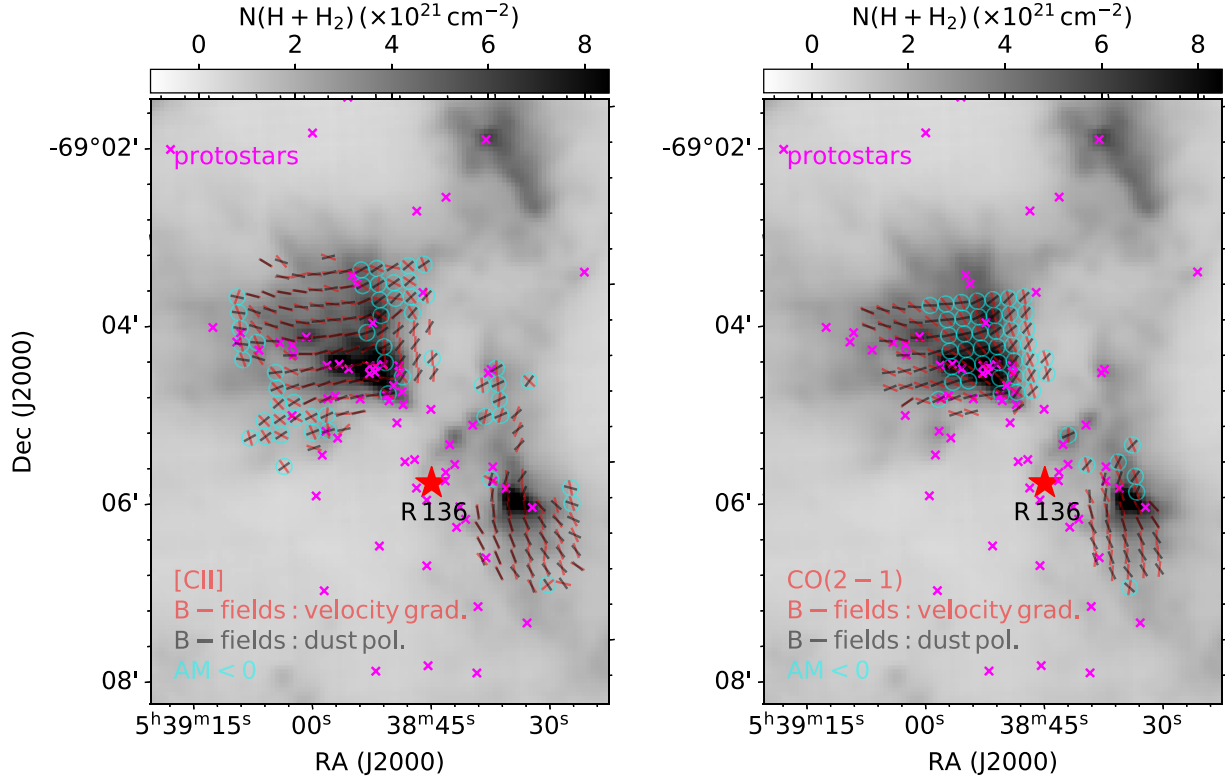 N(H + H₂) (×10²¹ cm⁻²)
0 2 4 6 8
protostars
-69°02'
04'
06'
08'
Dec (J2000)
R 136
[CII]
B − fields : velocity grad.
B − fields : dust pol.
AM < 0
5ʰ39ᵐ15ˢ 00ˢ 38ᵐ45ˢ 30ˢ
RA (J2000)
N(H + H₂) (×10²¹ cm⁻²)
0 2 4 6 8
protostars
-69°02'
04'
06'
08'
R 136
CO(2 − 1)
B − fields : velocity grad.
B − fields : dust pol.
AM < 0
5ʰ39ᵐ15ˢ 00ˢ 38ᵐ45ˢ 30ˢ
RA (J2000)